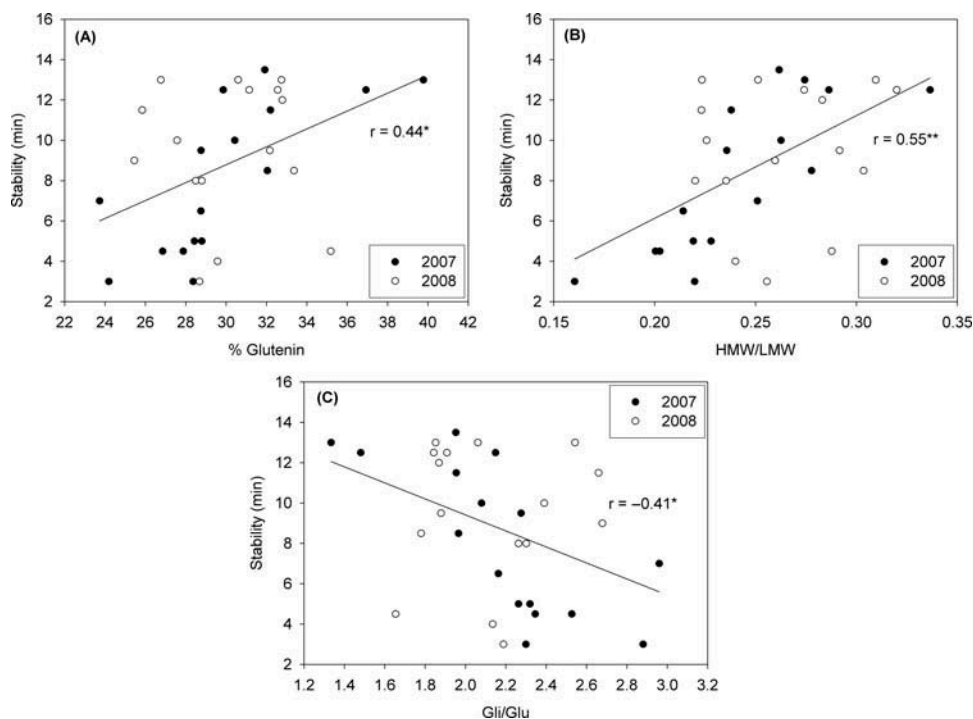 (A)
16
14
12
10
8
6
4
2
Stability (min)
r = 0.44*
2007
2008
22 24 26 28 30 32 34 36 38 40 42
% Glutenin
(B)
16
14
12
10
8
6
4
2
Stability (min)
r = 0.55**
2007
2008
0.15 0.20 0.25 0.30 0.35
HMW/LMW
(C)
16
14
12
10
8
6
4
2
Stability (min)
2007
2008
r = –0.41*
1.2 1.4 1.6 1.8 2.0 2.2 2.4 2.6 2.8 3.0 3.2
Gli/Glu